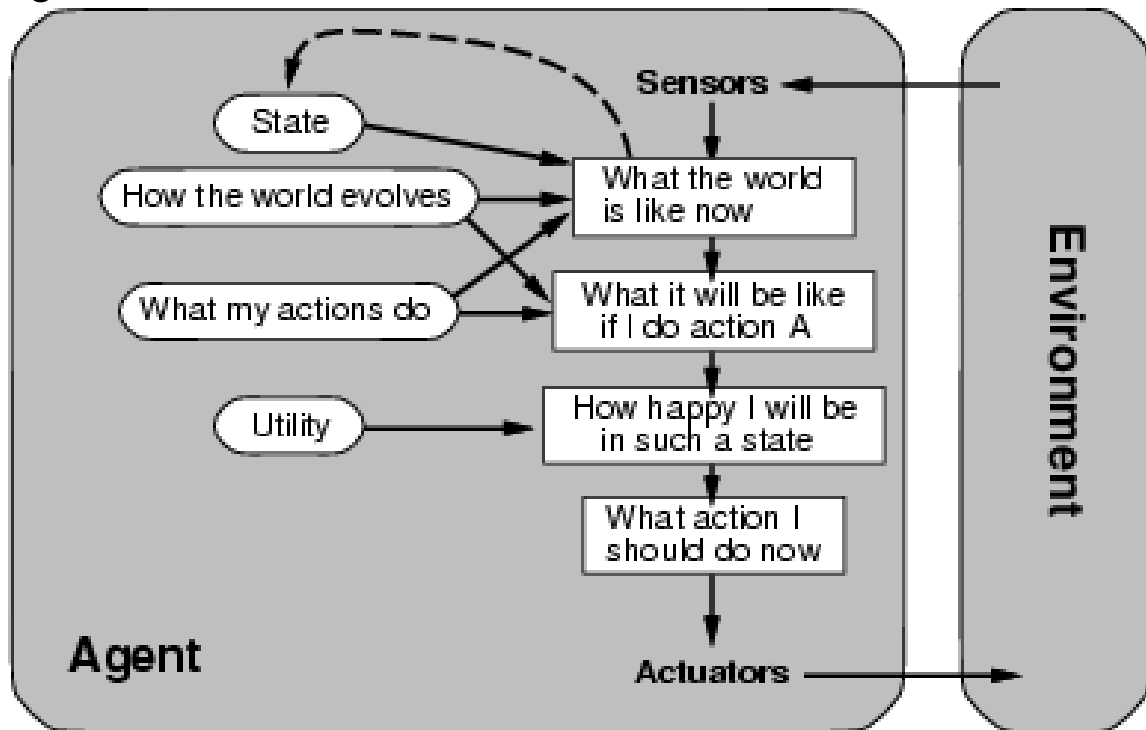 Sensors
State
What the world
is like now
How the world evolves
What it will be like
if I do action A
What my actions do
How happy I will be
in such a state
Utility
What action I
should do now
Agent
Actuators
Environment